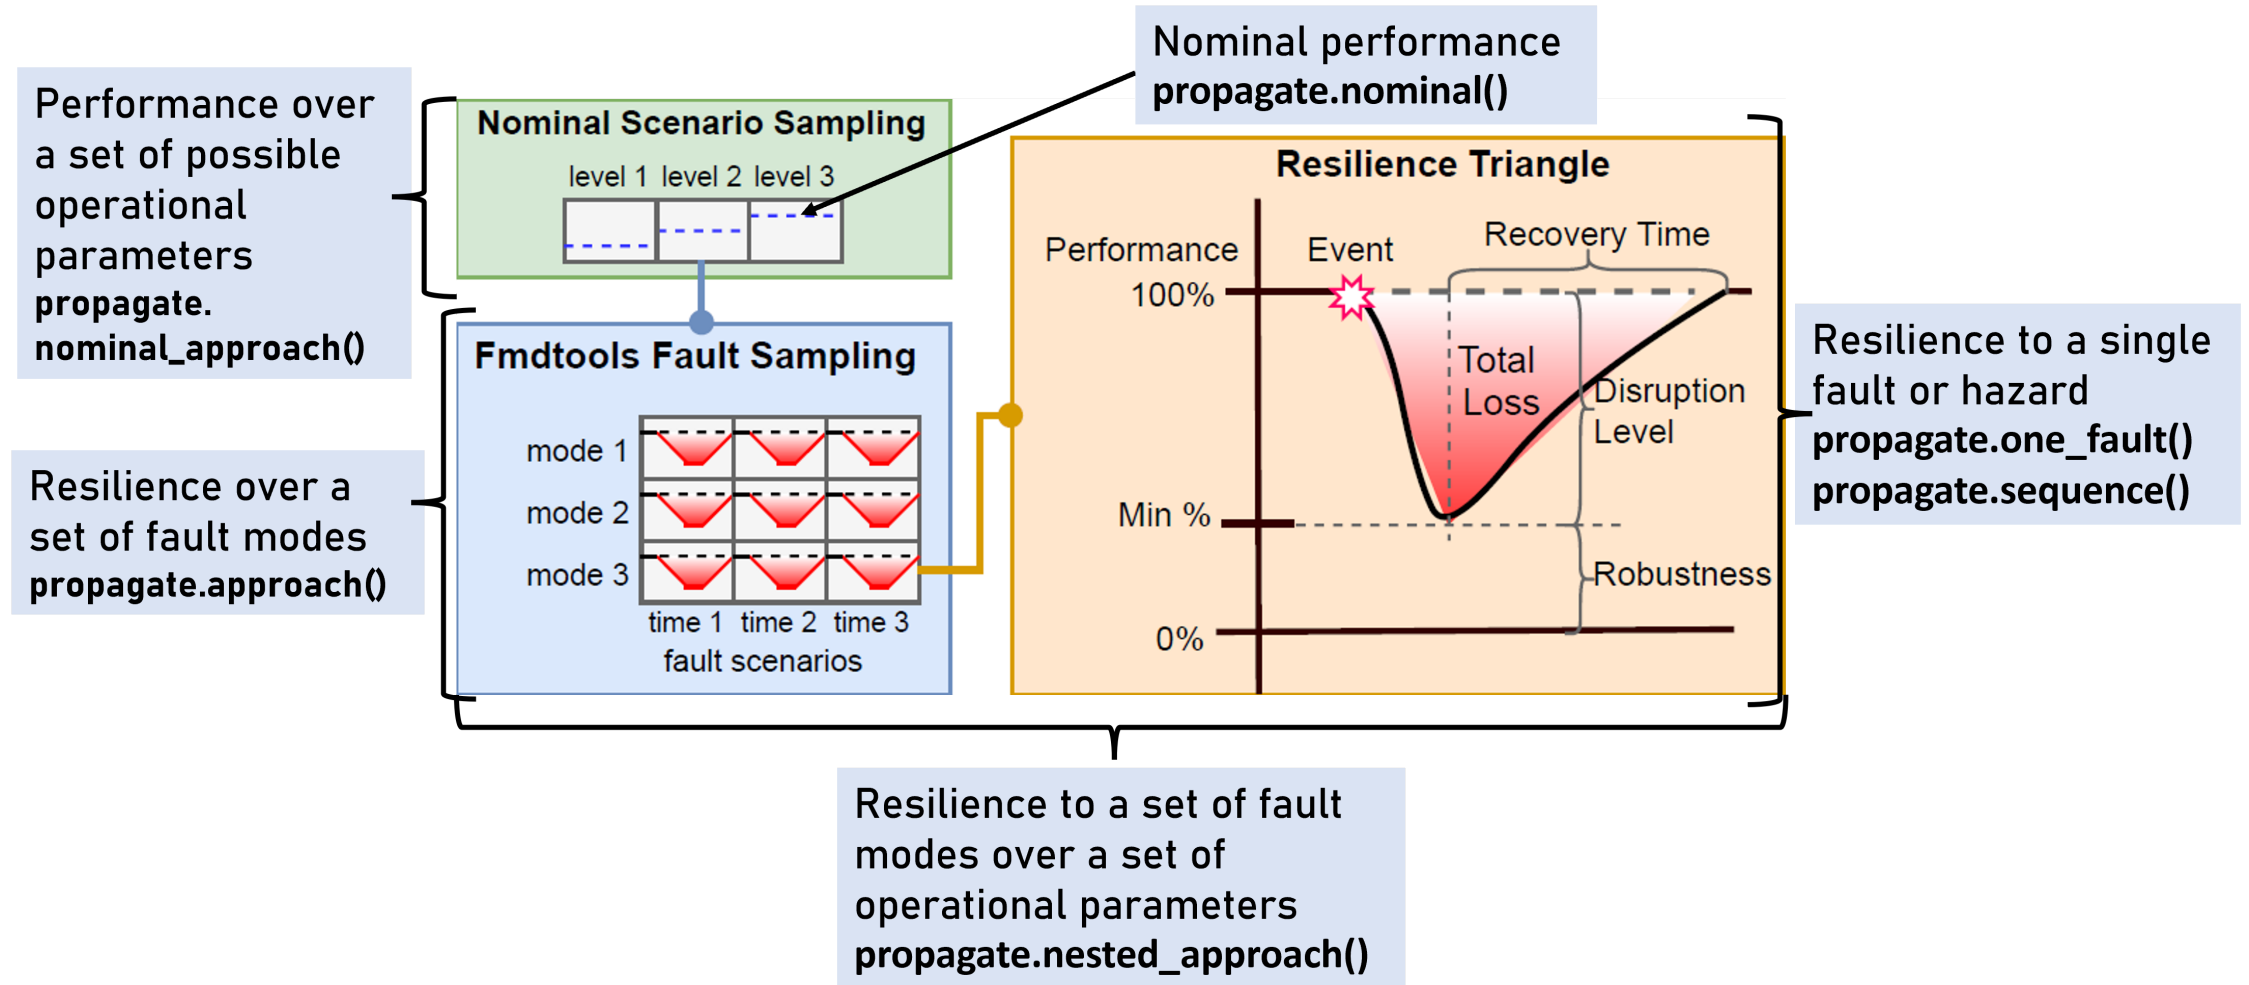 Nominal performance
propagate.nominal()
Performance over
a set of possible
operational
parameters
propagate.
nominal_approach()
Nominal Scenario Sampling
level 1 level 2 level 3
Resilience over a
set of fault modes
propagate.approach()
Fmdtools Fault Sampling
mode 1
mode 2
mode 3
time 1 time 2 time 3
fault scenarios
Resilience Triangle
Performance
Event
Recovery Time
100%
Total
Loss
Disruption
Level
Min %
Robustness
0%
Resilience to a single
fault or hazard
propagate.one_fault()
propagate.sequence()
Resilience to a set of fault
modes over a set of
operational parameters
propagate.nested_approach()